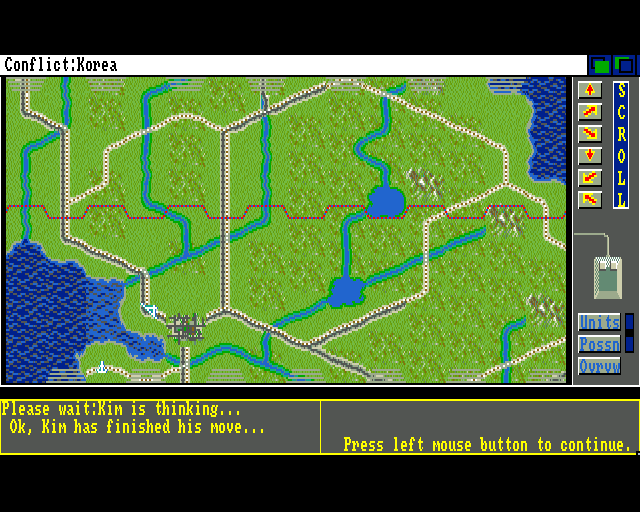 Conflict:Korea
S
C
R
O
L
L
Units
Possn
Ovryw
Please wait:Kim is thinking...
Ok, Kim has finished his move...
Press left mouse button to continue.